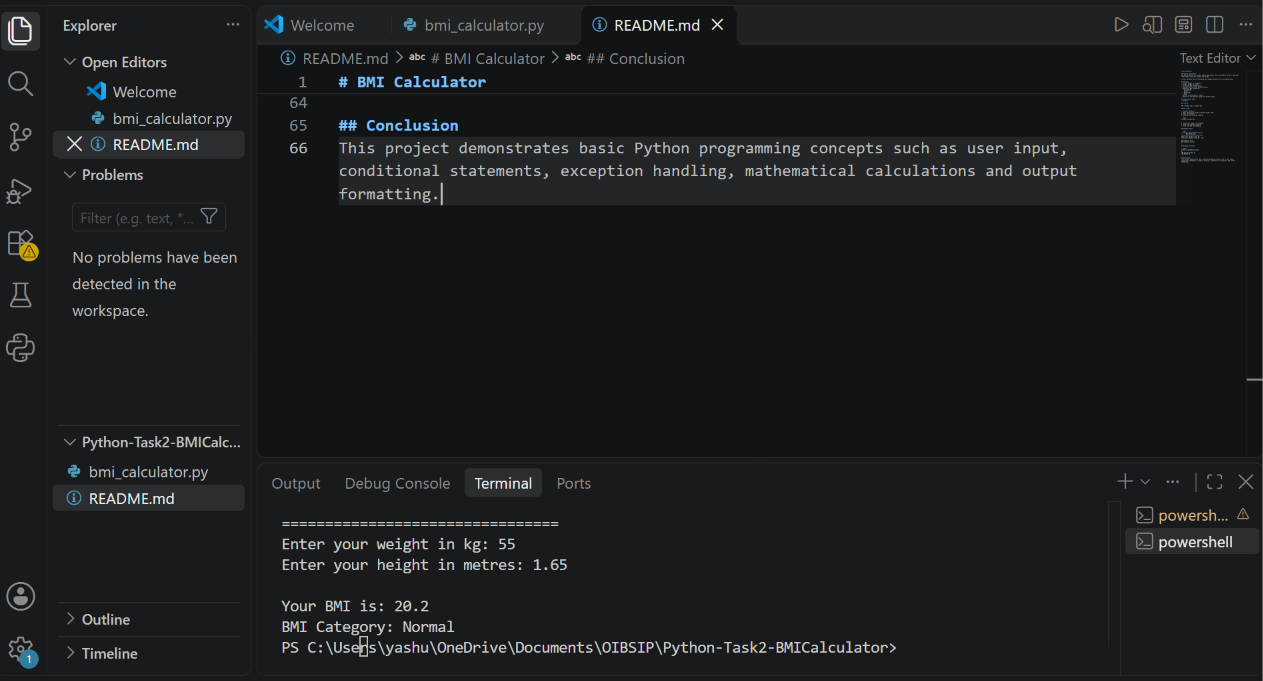 Explorer
Open Editors
Welcome
bmi_calculator.py
README.md
Problems
Filter (e.g. text, *...
No problems have been
detected in the
workspace.
Python-Task2-BMICalc...
bmi_calculator.py
README.md
Outline
Timeline
1
Welcome
bmi_calculator.py
README.md
README.md > abc # BMI Calculator > abc ## Conclusion
Text Editor
1 # BMI Calculator
64
65 ## Conclusion
66 This project demonstrates basic Python programming concepts such as user input,
conditional statements, exception handling, mathematical calculations and output
formatting.
Output Debug Console Terminal Ports
================================
Enter your weight in kg: 55
Enter your height in metres: 1.65
Your BMI is: 20.2
BMI Category: Normal
PS C:\Users\yashu\OneDrive\Documents\OIBSIP\Python-Task2-BMICalculator>
powersh...
powershell